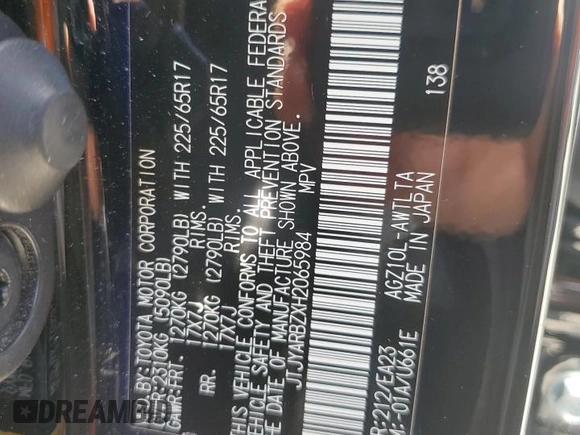 FD BY: TOYOTA MOTOR CORPORATION
R: 2310KG (5090LB)
G FRT. 1270KG (2790LB) WITH 225/65R17
17X7J RIMS.
RR. 1270KG (2790LB) WITH 225/65R17
17X7J RIMS.
THIS VEHICLE CONFORMS TO ALL APPLICABLE FEDERA
VEHICLE SAFETY AND THEFT PREVENTION STANDARDS
THE DATE OF MANUFACTURE SHOWN ABOVE.
JTJYARBZXH2065984 MPV
R: 212/EA23 AGZ10L-AWTLTA
E: -01A/U661E MADE IN JAPAN
138
DREAMBID